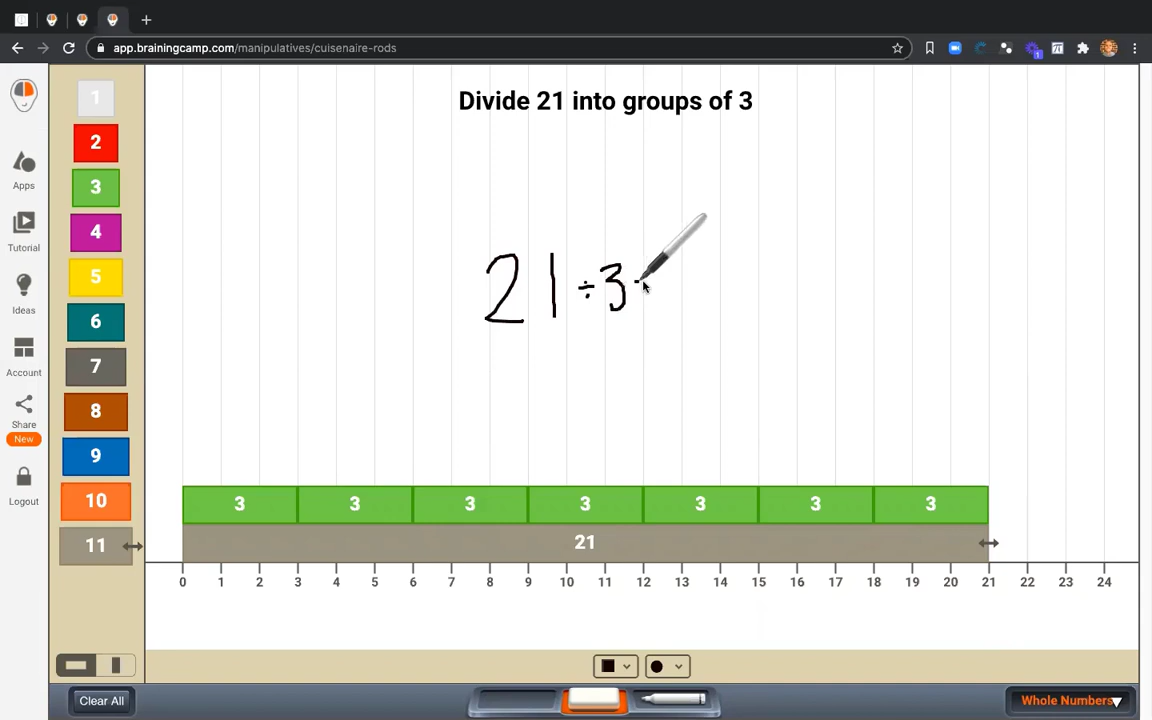 app.brainingcamp.com/manipulatives/cuisenaire-rods
1
Divide 21 into groups of 3
1
2
3
4
5
6
7
8
9
10
11
Apps
Tutorial
Ideas
Account
Share
New
Logout
21÷3
3 3 3 3 3 3 3
21
0 1 2 3 4 5 6 7 8 9 10 11 12 13 14 15 16 17 18 19 20 21 22 23 24
Clear All
Whole Numbers